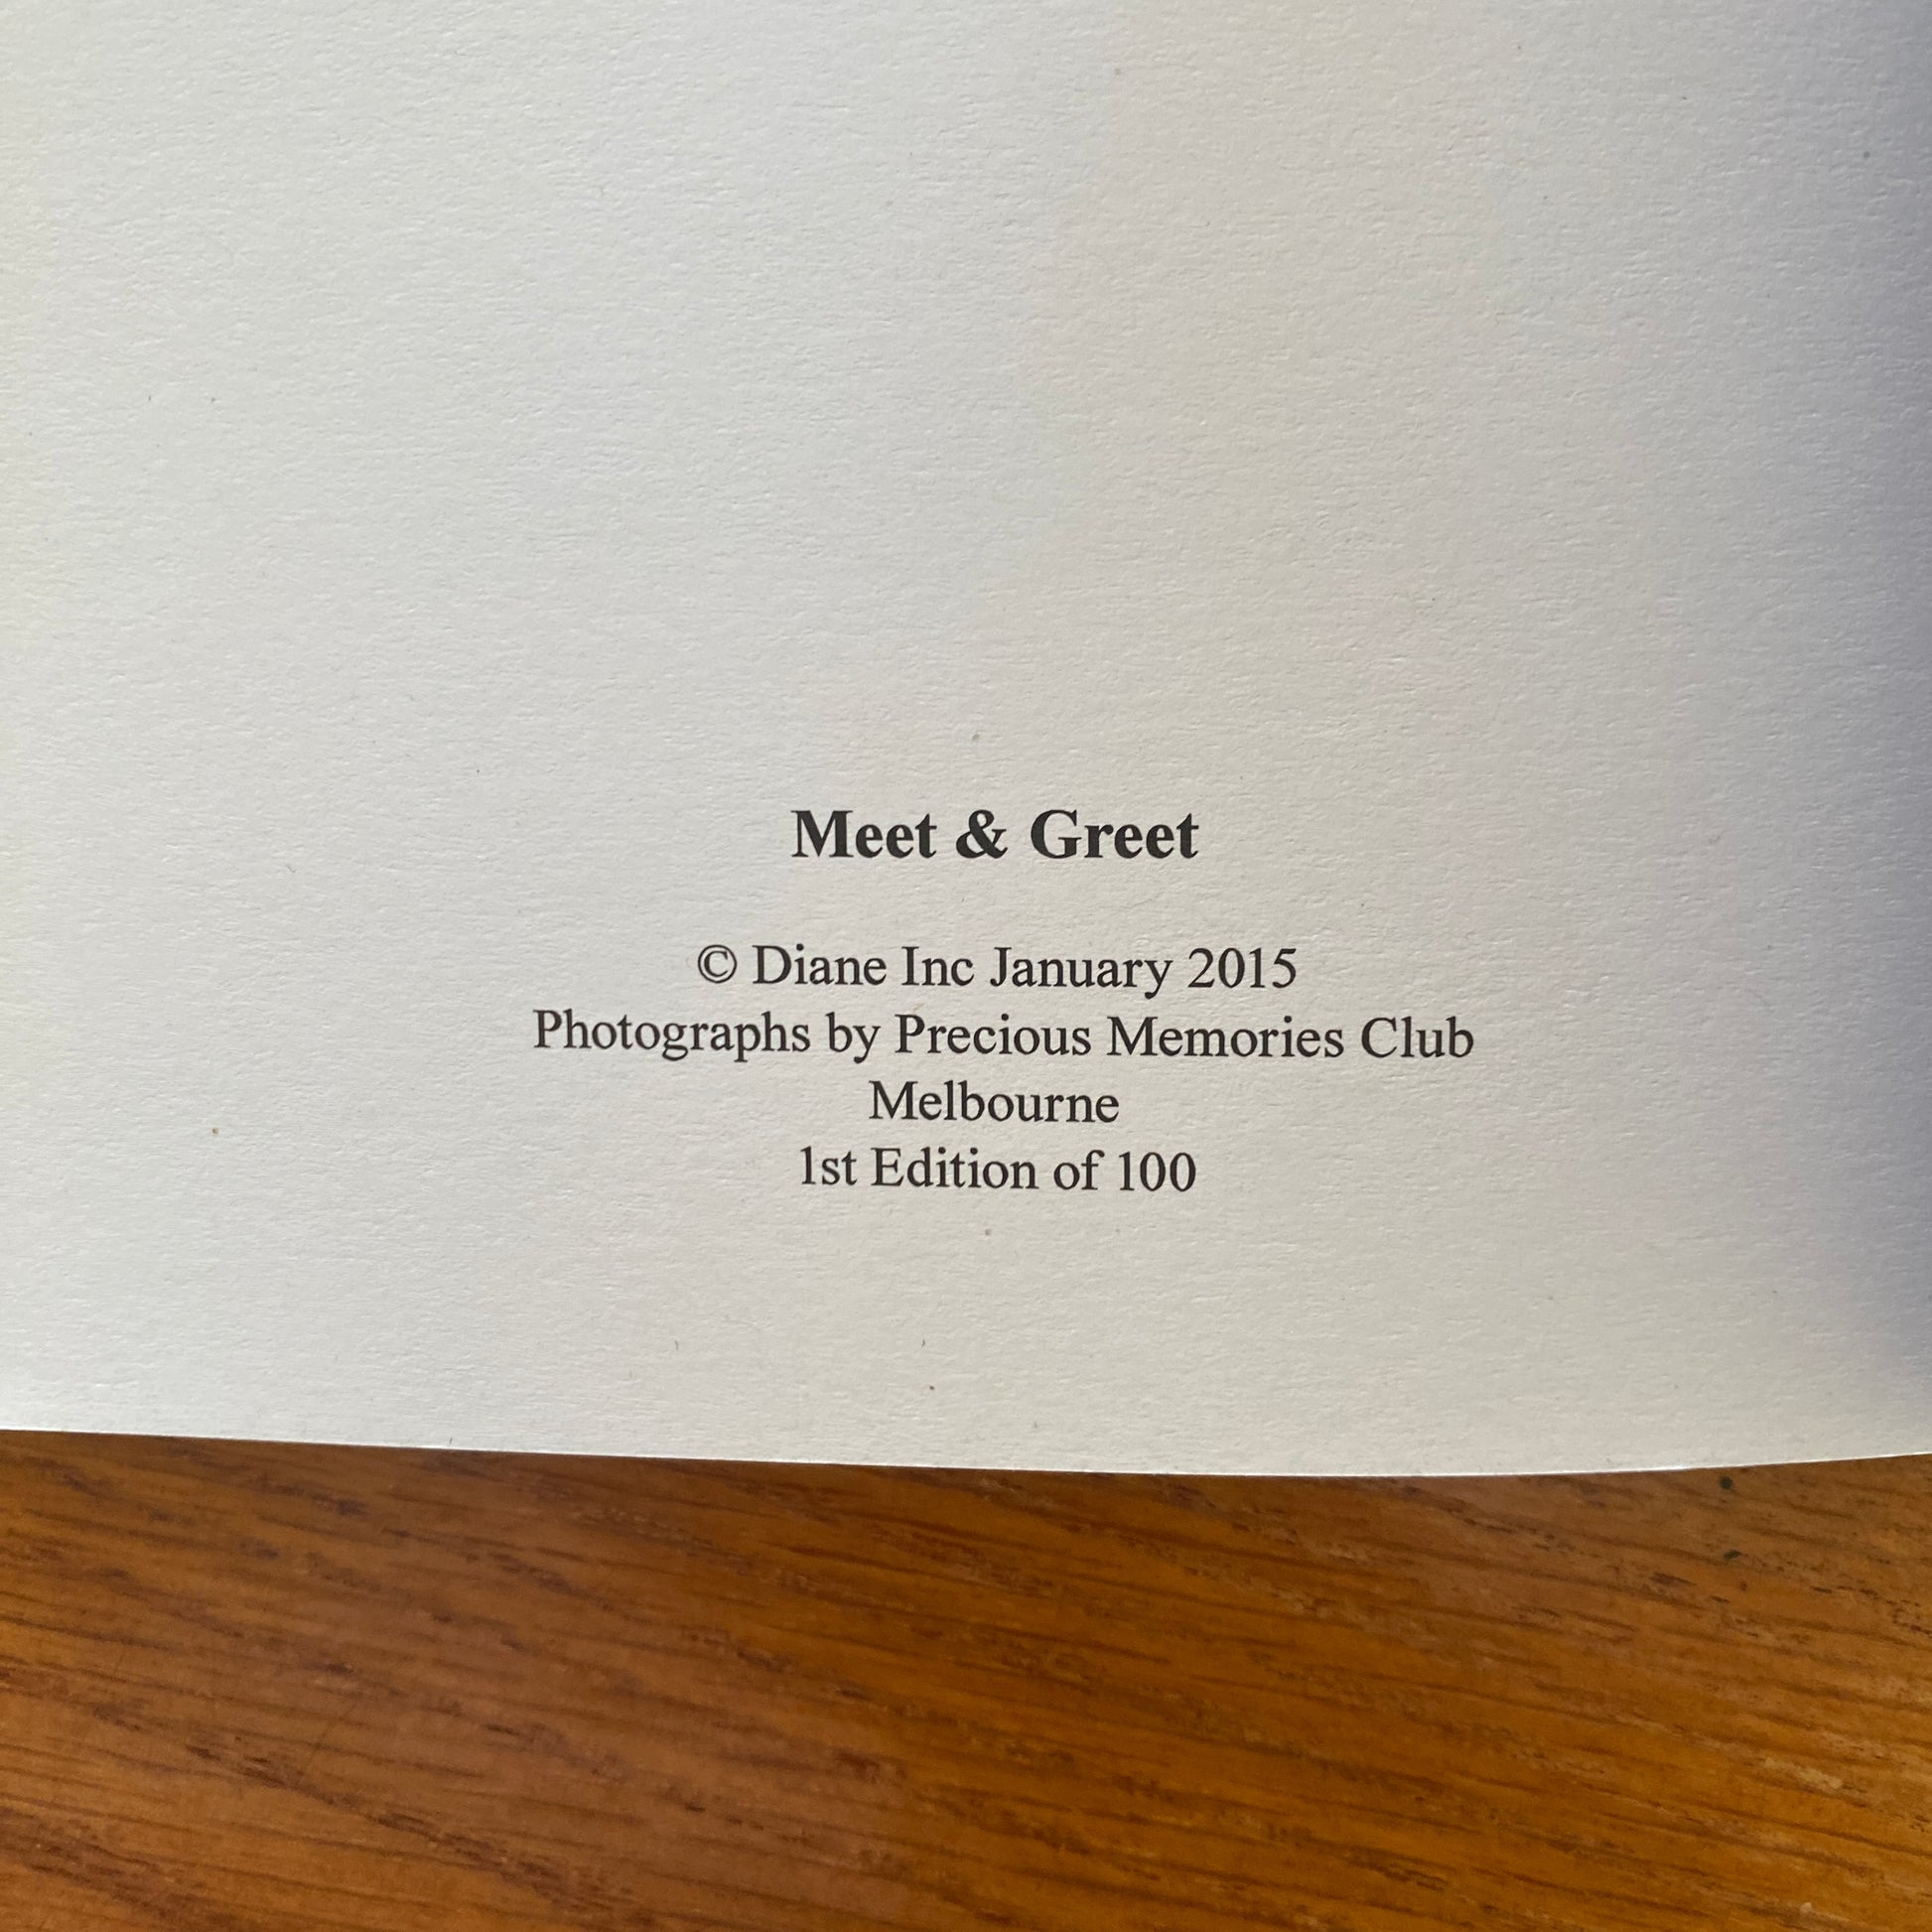 Meet & Greet
© Diane Inc January 2015
Photographs by Precious Memories Club
Melbourne
1st Edition of 100